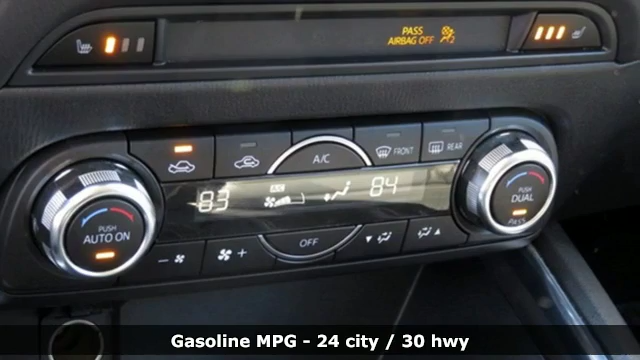 PASS
AIRBAG OFF
A/C
FRONT
REAR
83
A/C
84
PUSH
AUTO ON
PUSH
DUAL
PASS
OFF
Gasoline MPG - 24 city / 30 hwy